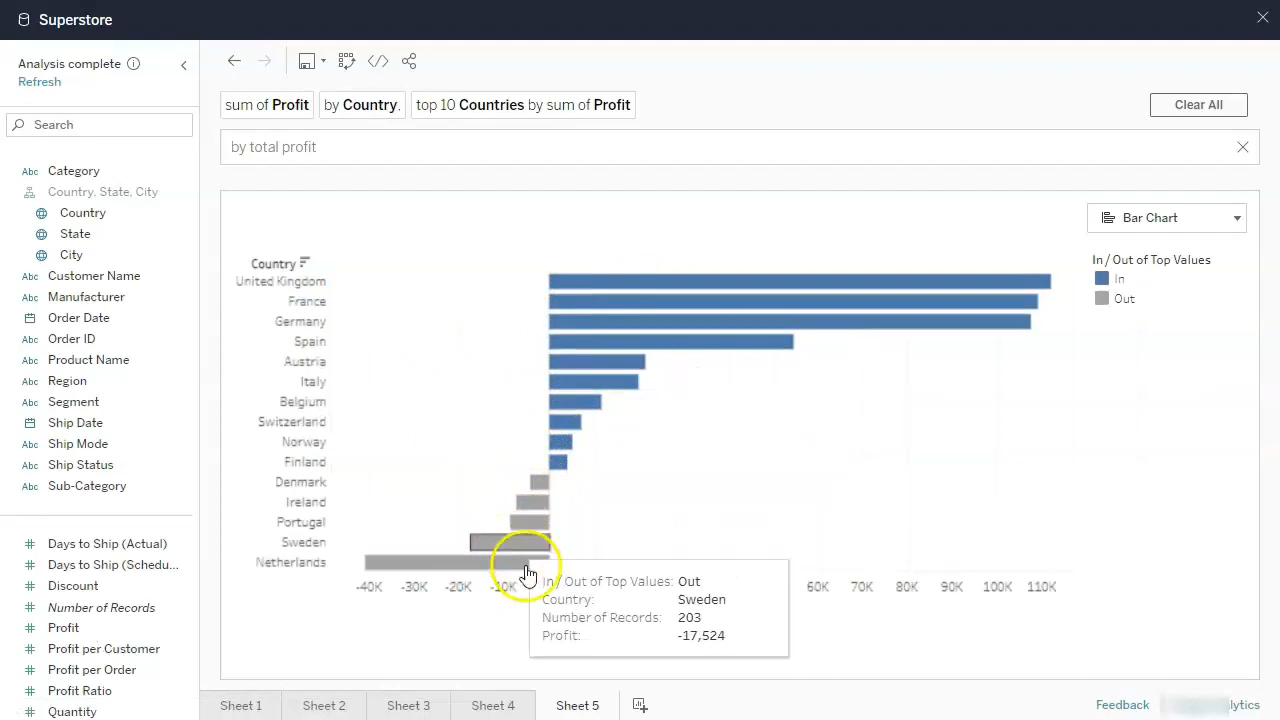 Superstore
Analysis complete
Refresh
Search
Category
Country, State, City
Country
State
City
Customer Name
Manufacturer
Order Date
Order ID
Product Name
Region
Segment
Ship Date
Ship Mode
Ship Status
Sub-Category
Days to Ship (Actual)
Days to Ship (Schedu...
Discount
Number of Records
Profit
Profit per Customer
Profit per Order
Profit Ratio
Quantity
sum of Profit by Country. top 10 Countries by sum of Profit
Clear All
by total profit
Bar Chart
In / Out of Top Values
In
Out
Country
United Kingdom
France
Germany
Spain
Austria
Italy
Belgium
Switzerland
Norway
Finland
Denmark
Ireland
Portugal
Sweden
Netherlands
-40K -30K -20K -10K 60K 70K 80K 90K 100K 110K
In / Out of Top Values: Out
Country: Sweden
Number of Records: 203
Profit: -17,524
Sheet 1 Sheet 2 Sheet 3 Sheet 4 Sheet 5
Feedback